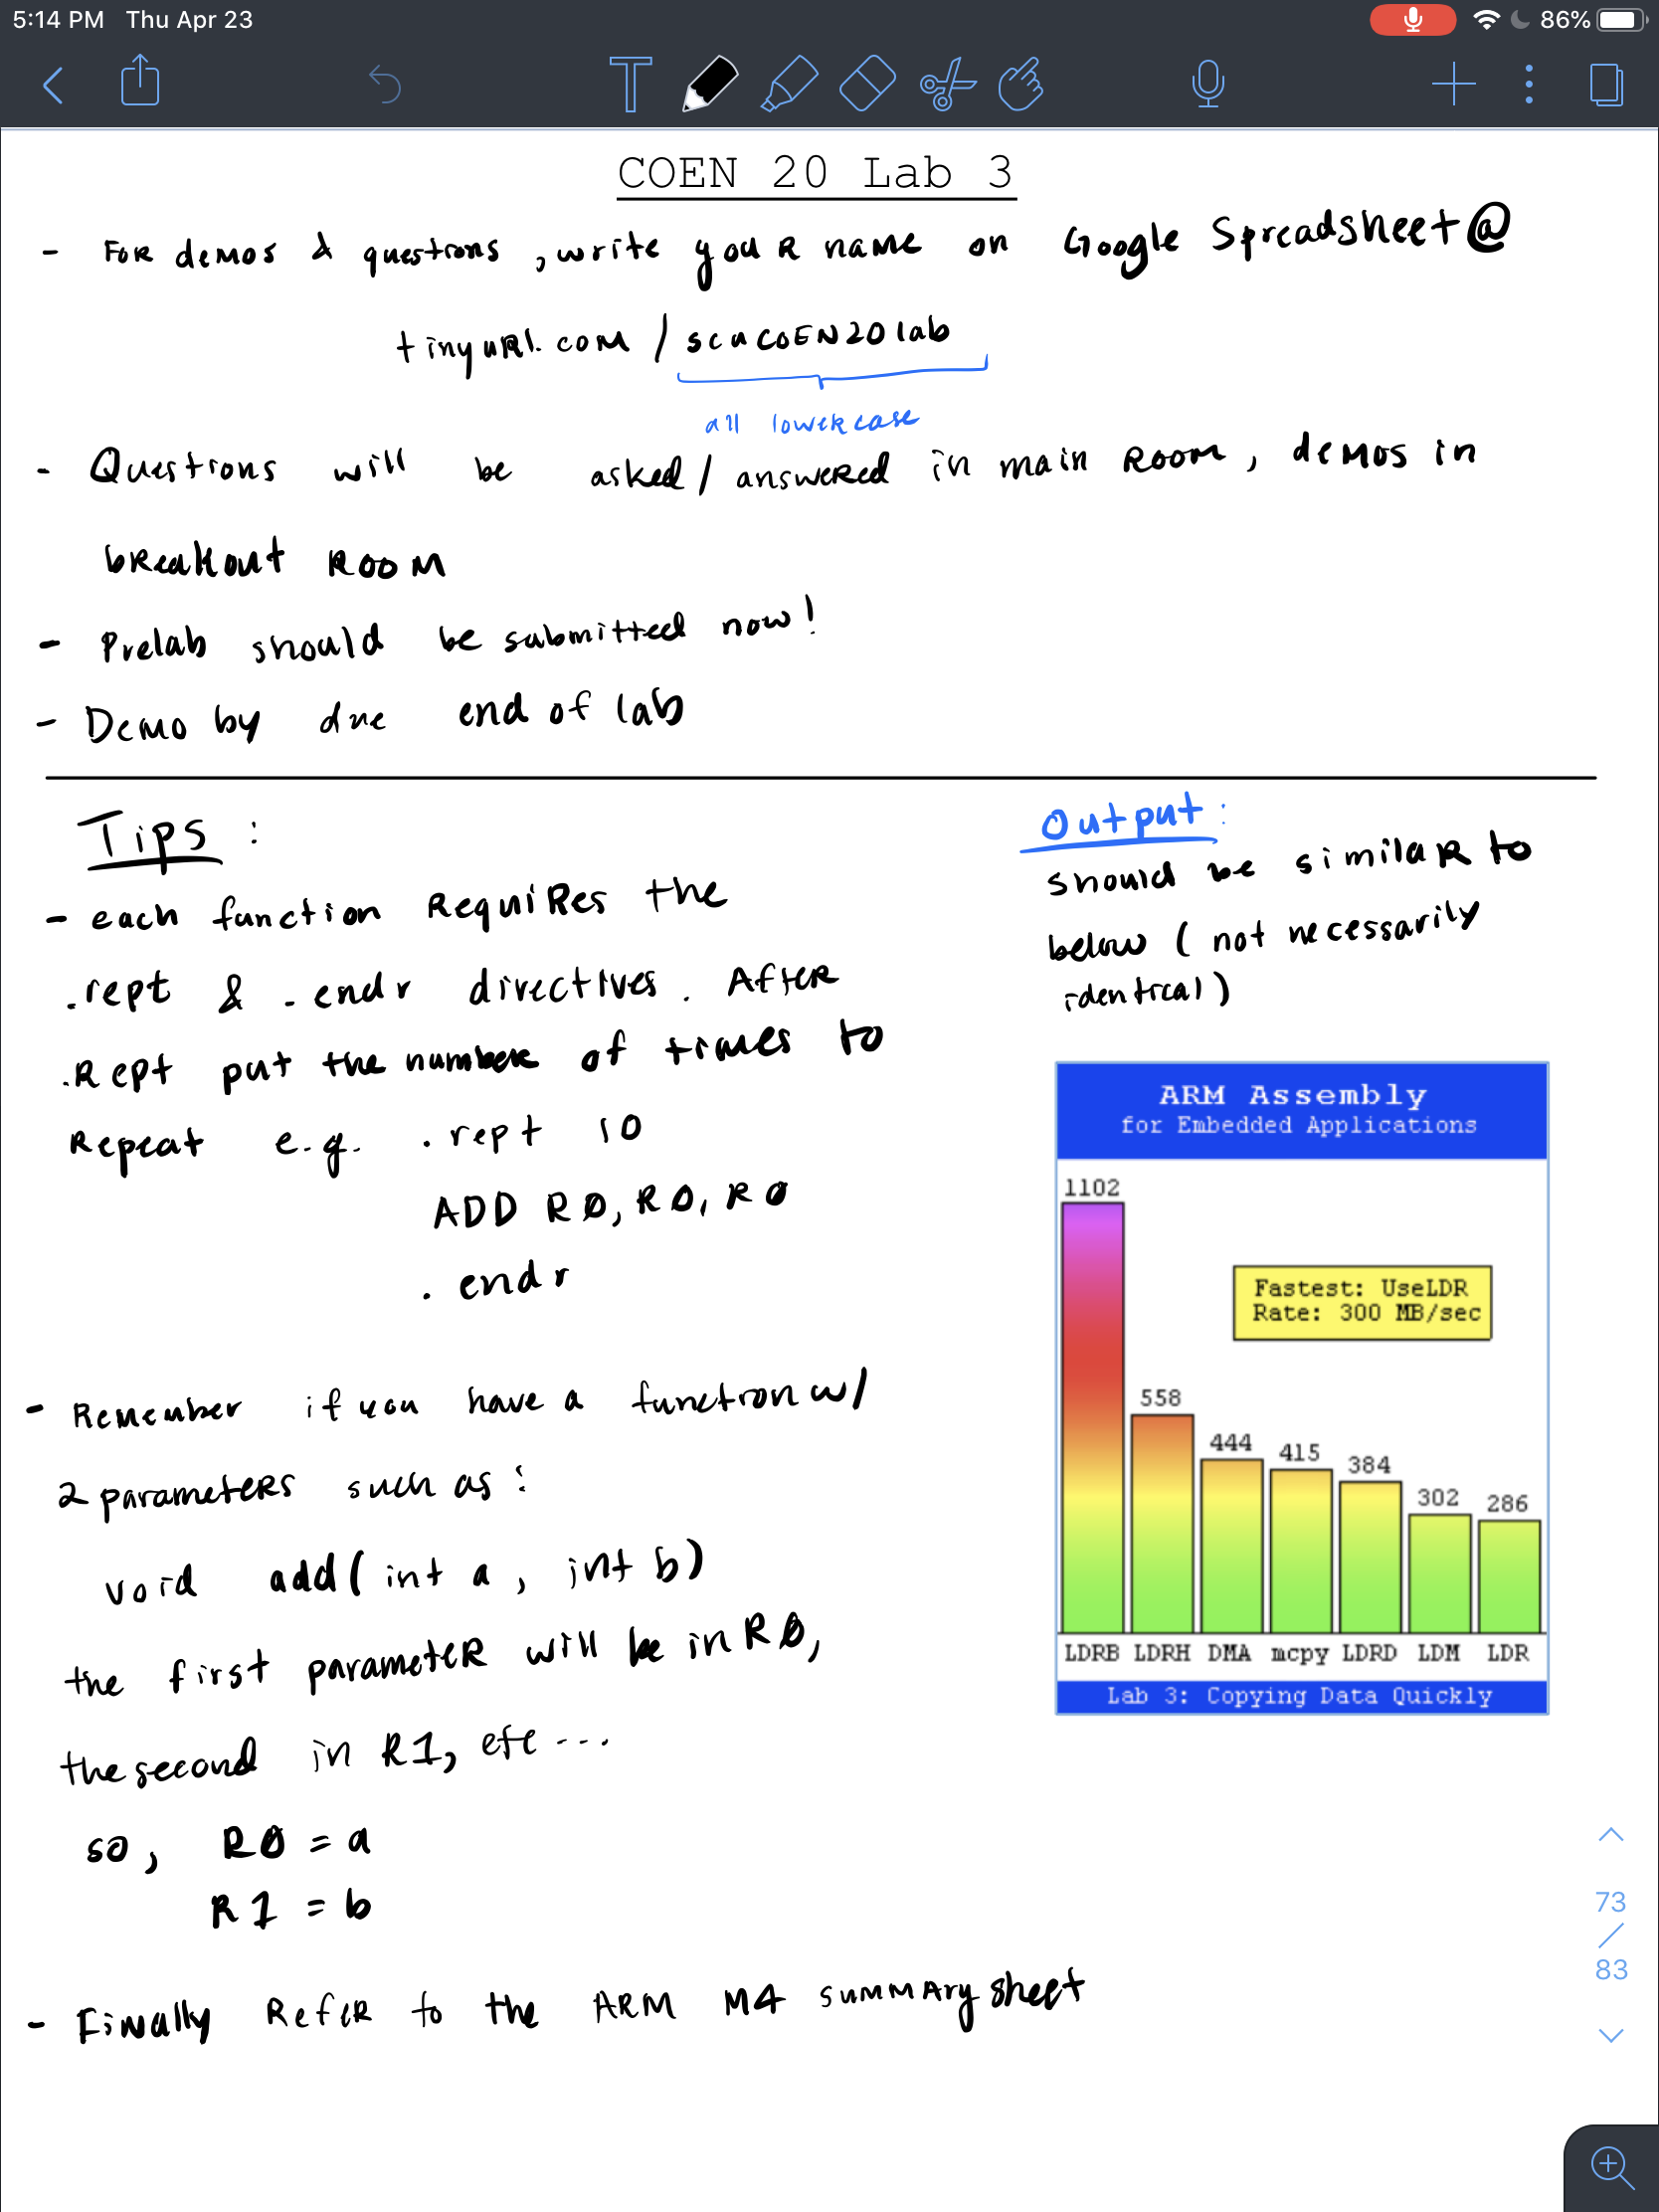 5:14 PM Thu Apr 23
86%
COEN 20 Lab 3
- For demos & questions, write your name on Google Spreadsheet @
tinyurl.com / scuCOEN20lab
all lowercase
- Questions will be asked / answered in main room, demos in
breakout room
- Prelab should be submitted now!
- Demo by due end of lab
Tips :
- each function requires the
.rept & .endr directives. After
.rept put the number of times to
repeat e.g. .rept 10
ADD R0, R0, R0
.endr
- Remember if you have a function w/
2 parameters such as :
void add( int a, int b)
the first parameter will be in R0,
the second in R1, etc ...
so, R0 = a
R1 = b
- Finally Refer to the ARM M4 summary sheet
Output :
should be similar to
below ( not necessarily
identical )
ARM Assembly
for Embedded Applications
1102
558
444
415
384
302
286
Fastest: UseLDR
Rate: 300 MB/sec
LDRB LDRH DMA mcpy LDRD LDM LDR
Lab 3: Copying Data Quickly
73
/
83